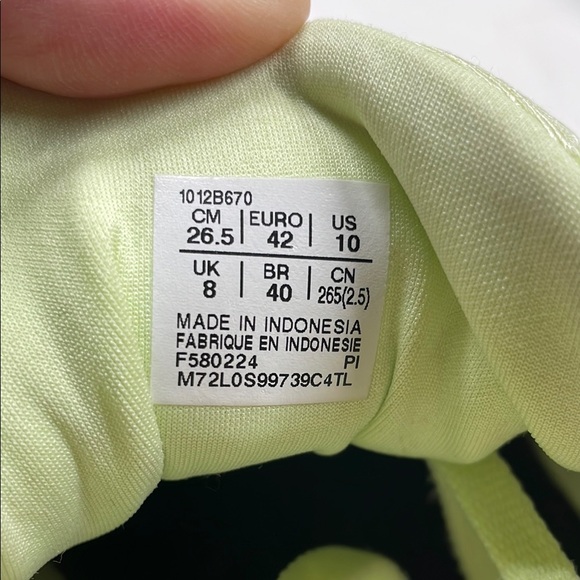 1012B670
CM | EURO | US
26.5 | 42 | 10
UK | BR | CN
8 | 40 | 265(2.5)
MADE IN INDONESIA
FABRIQUE EN INDONESIE
F580224 PI
M72L0S99739C4TL